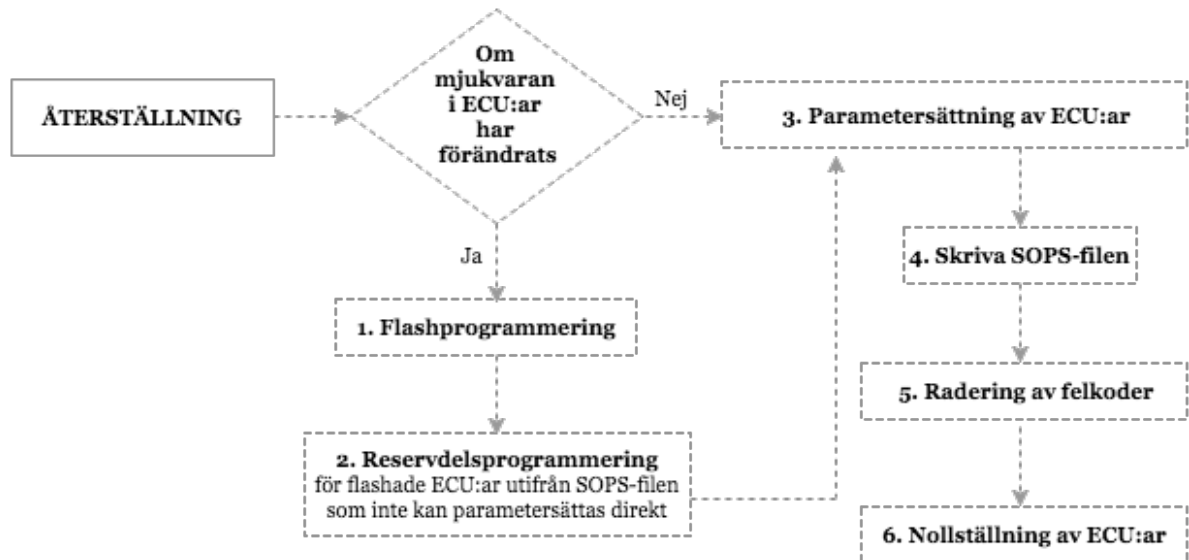 ÅTERSTÄLLNING
Om
mjukvaran
i ECU:ar
har
förändrats
Nej
3. Parametersättning av ECU:ar
Ja
4. Skriva SOPS-filen
1. Flashprogrammering
5. Radering av felkoder
2. Reservdelsprogrammering
för flashade ECU:ar utifrån SOPS-filen
som inte kan parametersättas direkt
6. Nollställning av ECU:ar